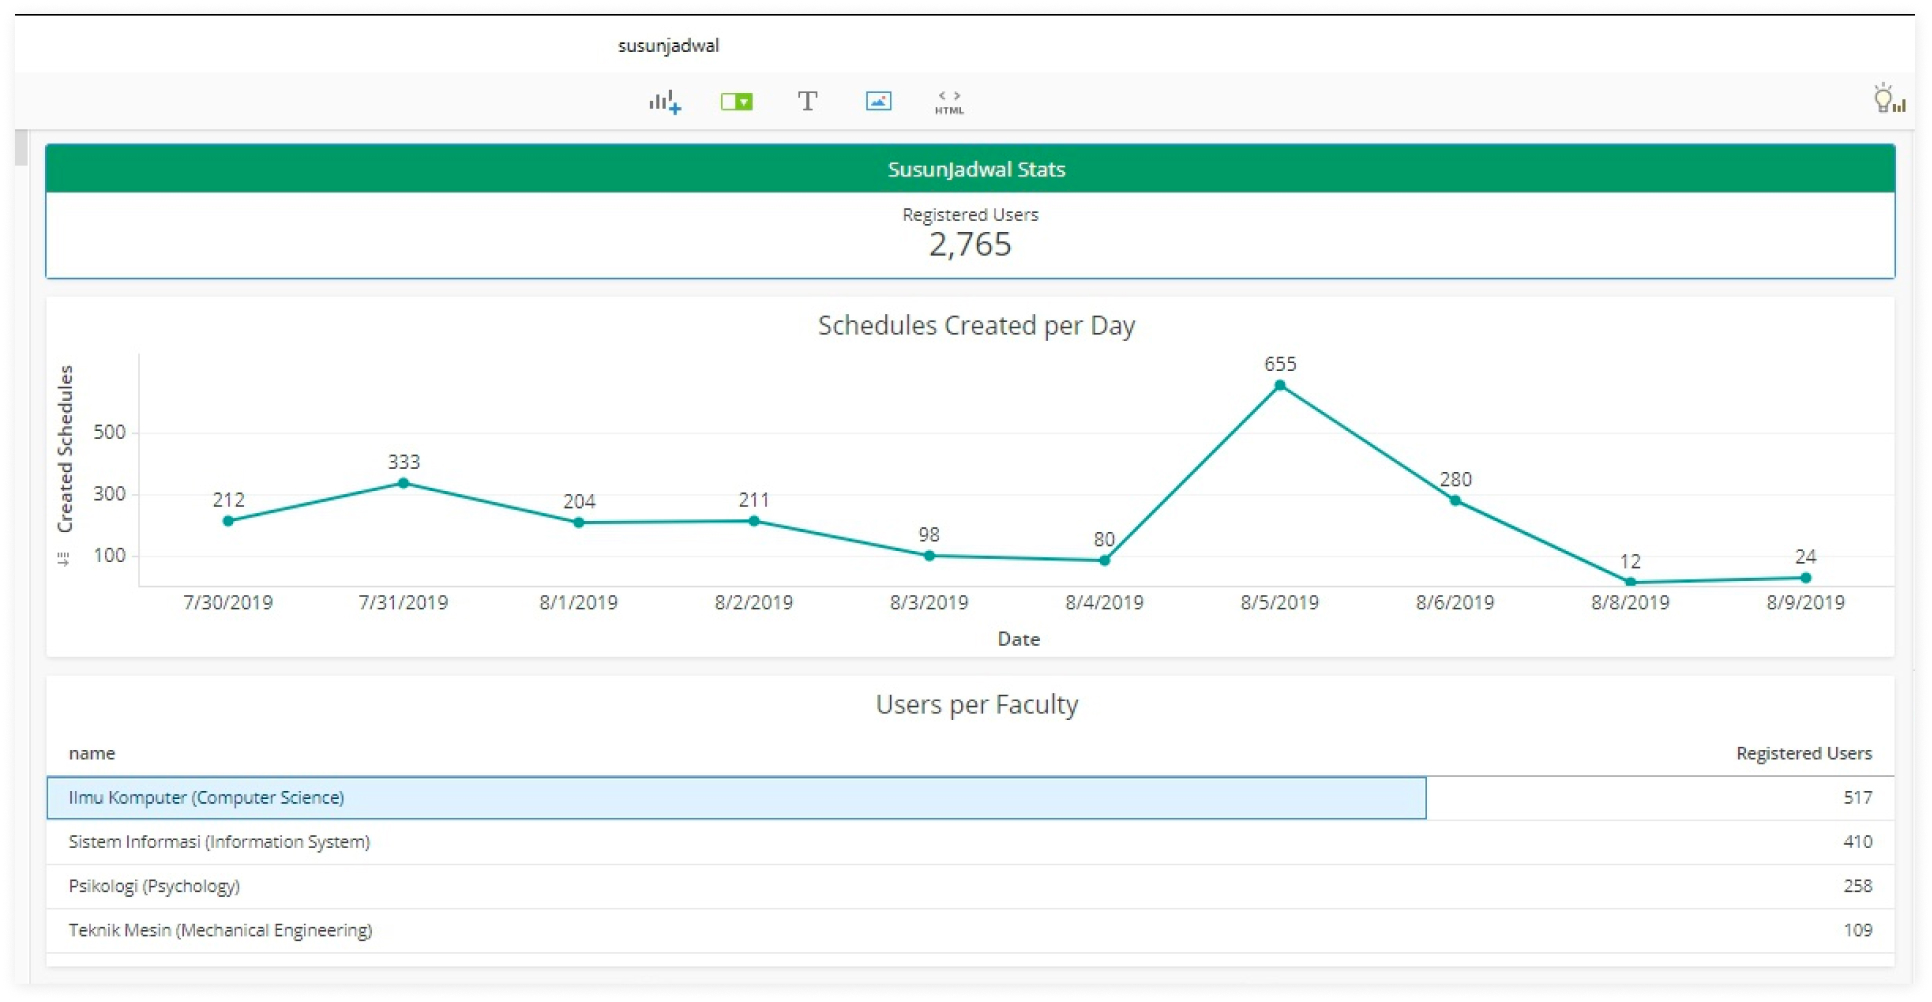 susunjadwal
T
< >
HTML
SusunJadwal Stats
Registered Users
2,765
Schedules Created per Day
Created Schedules
500
300
100
212
333
204
211
98
80
655
280
12
24
7/30/2019 7/31/2019 8/1/2019 8/2/2019 8/3/2019 8/4/2019 8/5/2019 8/6/2019 8/8/2019 8/9/2019
Date
Users per Faculty
name Registered Users
Ilmu Komputer (Computer Science) 517
Sistem Informasi (Information System) 410
Psikologi (Psychology) 258
Teknik Mesin (Mechanical Engineering) 109